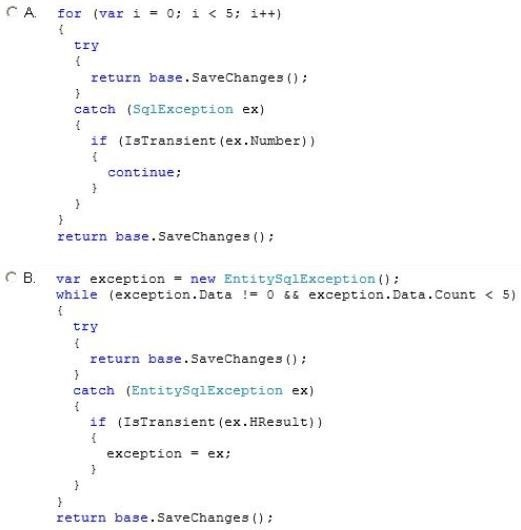 A. for (var i = 0; i < 5; i++)
{
try
{
return base.SaveChanges();
}
catch (SqlException ex)
{
if (IsTransient(ex.Number))
{
continue;
}
}
}
return base.SaveChanges();
B. var exception = new EntitySqlException();
while (exception.Data != 0 && exception.Data.Count < 5)
{
try
{
return base.SaveChanges();
}
catch (EntitySqlException ex)
{
if (IsTransient(ex.HResult))
{
exception = ex;
}
}
}
return base.SaveChanges();